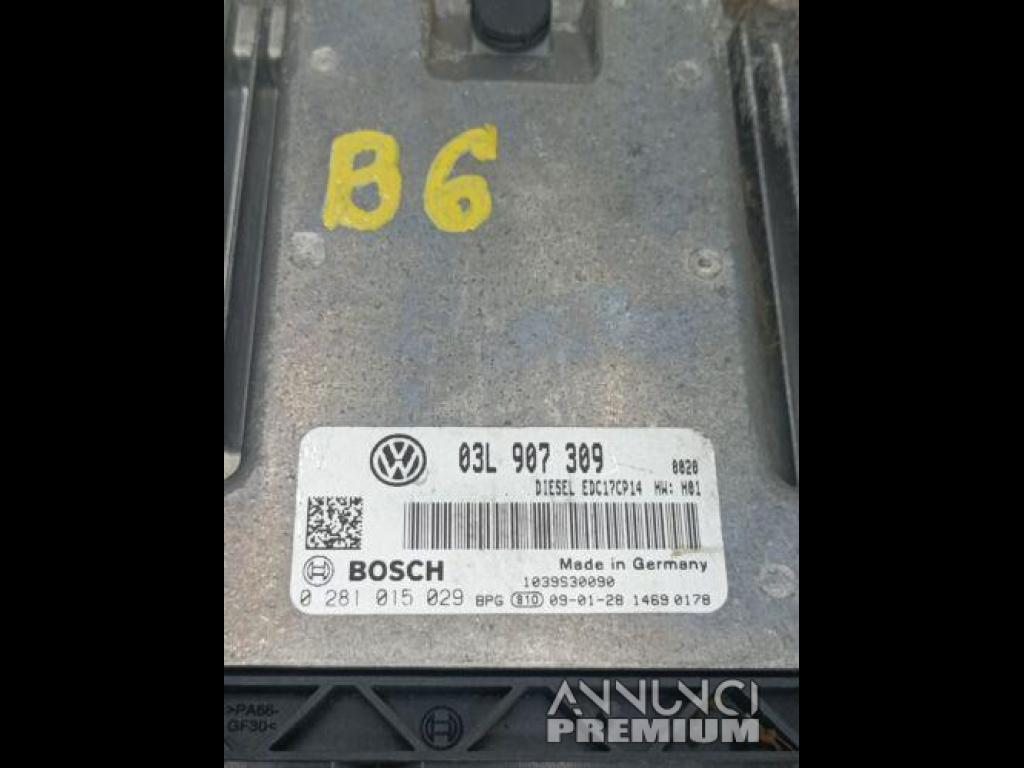 B6
03L 907 309 0020
DIESEL EDC17CP14 HW: H01
BOSCH Made in Germany
1039S30090
0 281 015 029 BPG 810 09-01-28 1469 0178
>PA66-
GF30<
ANNUNCI
PREMIUM